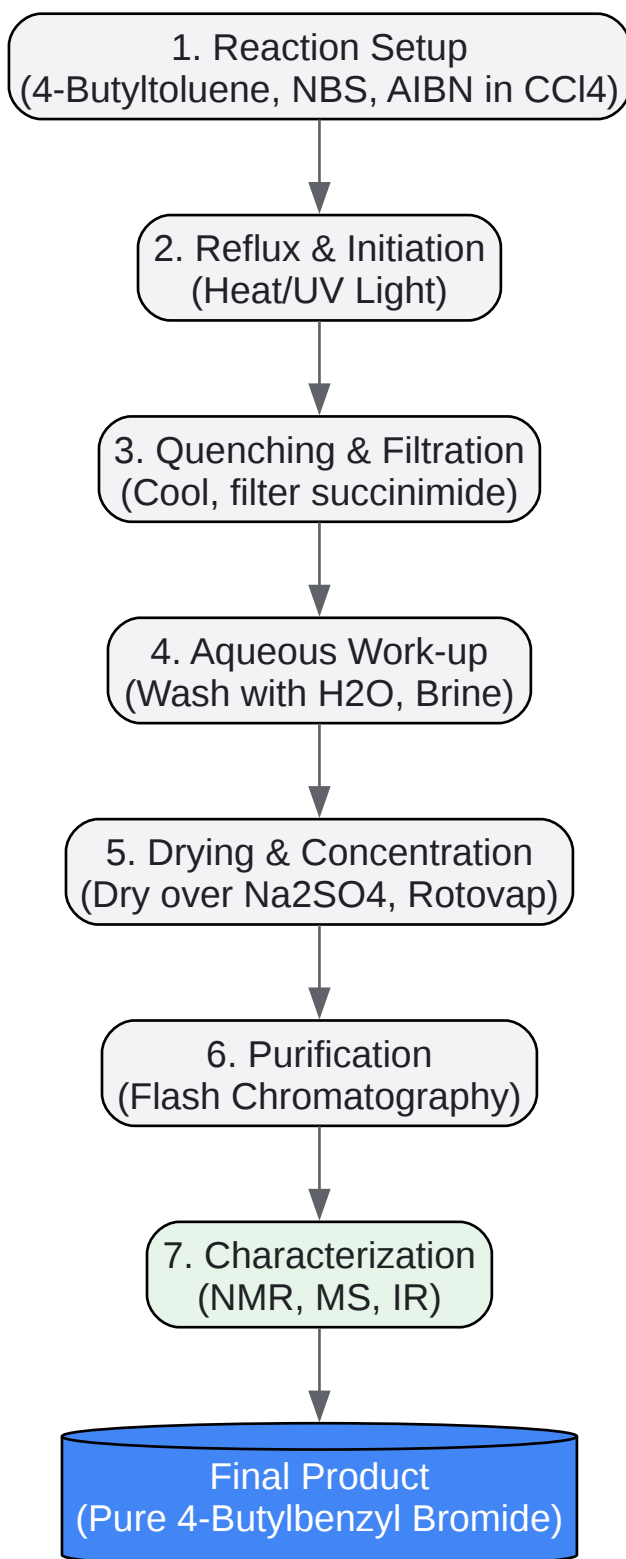 1. Reaction Setup
(4-Butyltoluene, NBS, AIBN in CCl4)
2. Reflux & Initiation
(Heat/UV Light)
3. Quenching & Filtration
(Cool, filter succinimide)
4. Aqueous Work-up
(Wash with H2O, Brine)
5. Drying & Concentration
(Dry over Na2SO4, Rotovap)
6. Purification
(Flash Chromatography)
7. Characterization
(NMR, MS, IR)
Final Product
(Pure 4-Butylbenzyl Bromide)